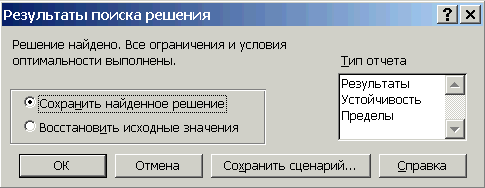 Результаты поиска решения
Решение найдено. Все ограничения и условия
оптимальности выполнены.
Тип отчета
Результаты
Устойчивость
Пределы
Сохранить найденное решение
Восстановить исходные значения
ОК
Отмена
Сохранить сценарий...
Справка